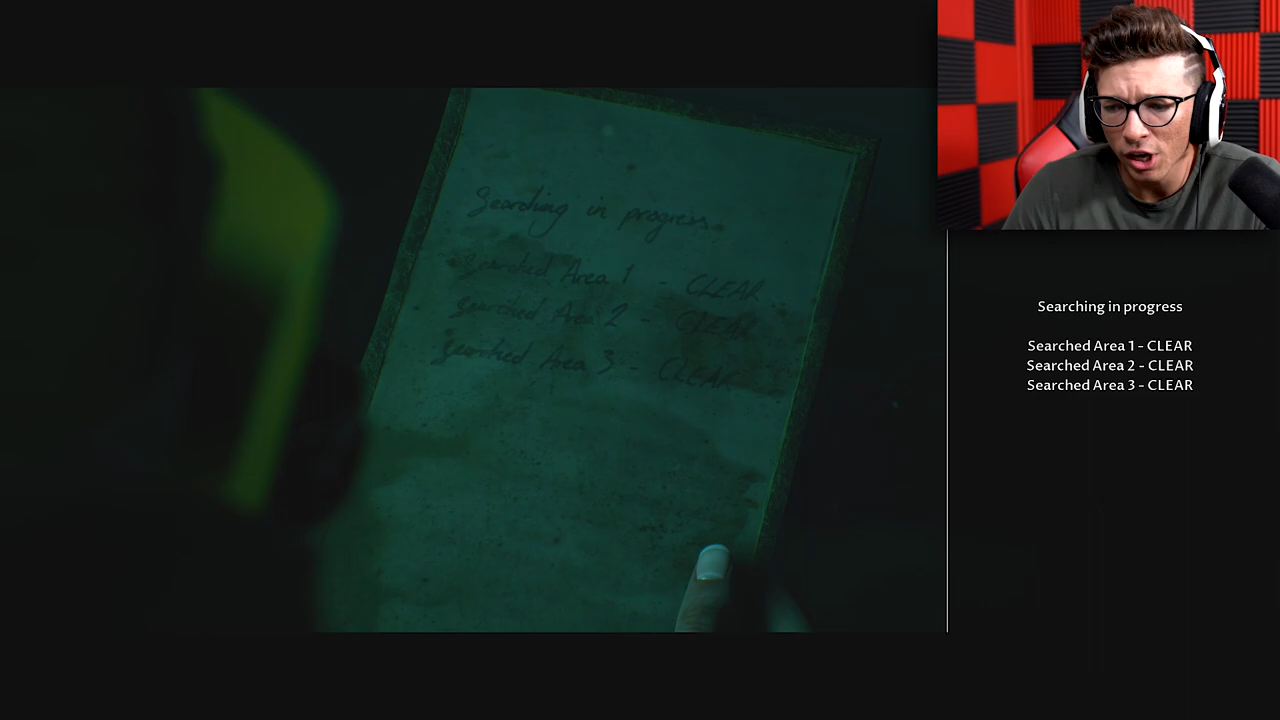 Searching in progress.
Searched Area 1 - CLEAR
Searched Area 2 - CLEAR
Searched Area 3 - CLEAR
Searching in progress
Searched Area 1 - CLEAR
Searched Area 2 - CLEAR
Searched Area 3 - CLEAR